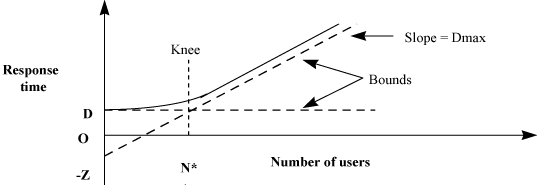 Knee
Slope = Dmax
Response
time
Bounds
D
O
N*
Number of users
-Z